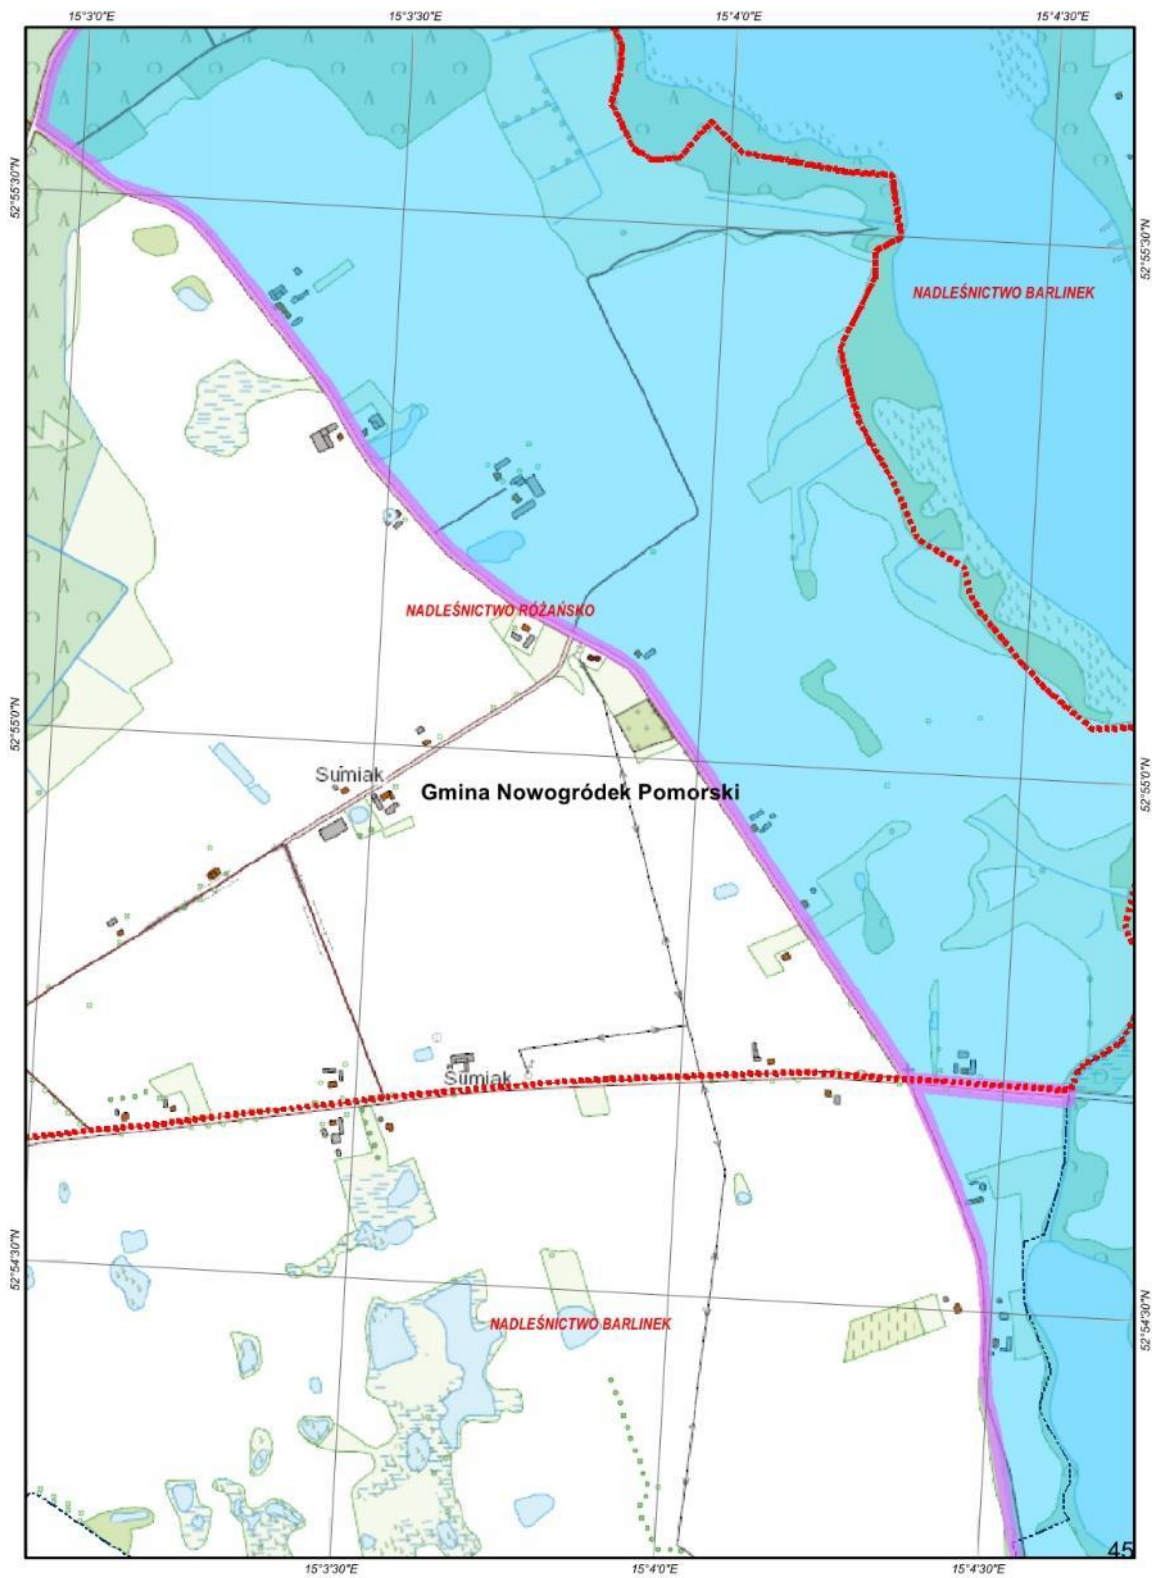 15°3'0"E 15°3'30"E 15°4'0"E 15°4'30"E
52°55'30"N
52°55'30"N
NADLEŚNICTWO BARLINEK
NADLEŚNICTWO RÓŻAŃSKO
52°55'0"N
Sumiak
Gmina Nowogródek Pomorski
52°55'0"N
Sumiak
52°54'30"N
52°54'30"N
NADLEŚNICTWO BARLINEK
45
15°3'30"E 15°4'0"E 15°4'30"E